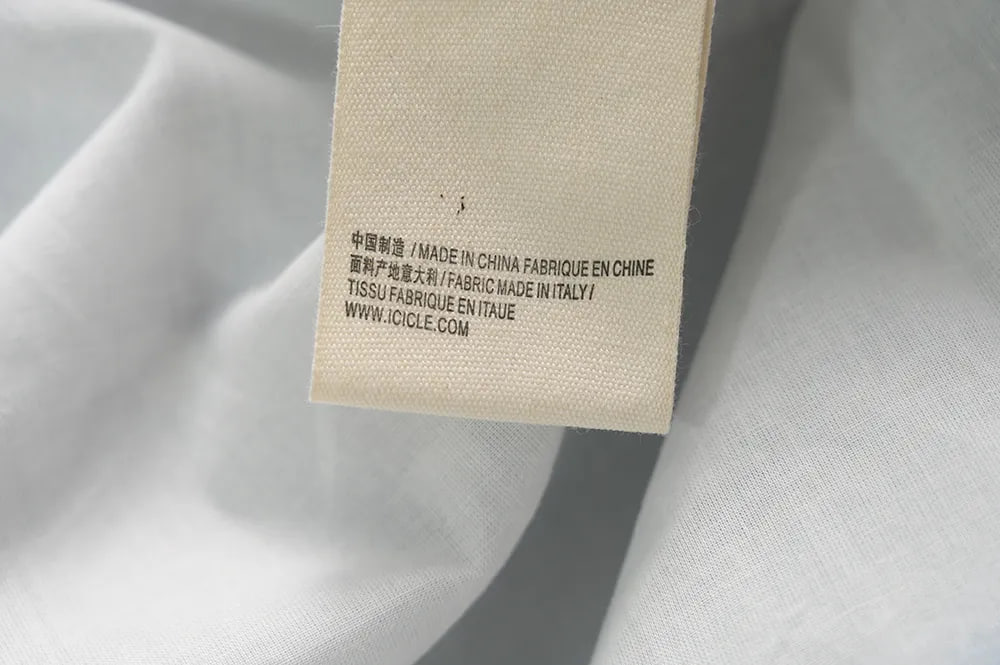 中国制造 / MADE IN CHINA FABRIQUE EN CHINE
面料产地意大利 / FABRIC MADE IN ITALY /
TISSU FABRIQUE EN ITAUE
WWW.ICICLE.COM